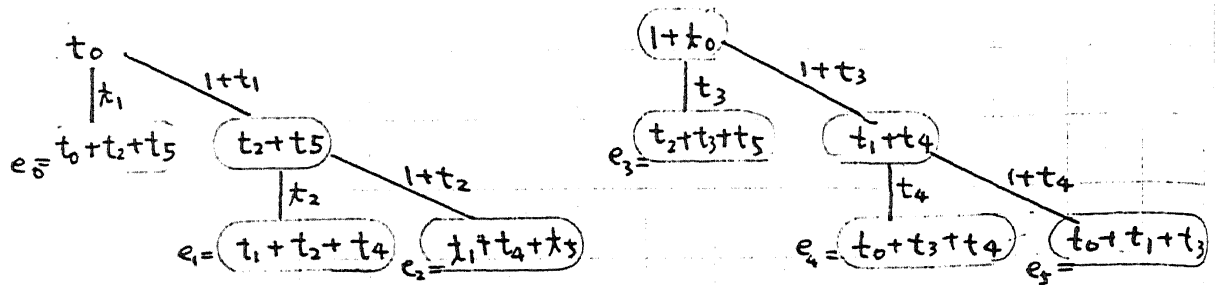 t₀
1+t₁
t₁
e₀= t₀+t₂+t₅
t₂+t₅
1+t₂
t₂
e₁= t₁+t₂+t₄
e₂= t₁+t₄+t₅
1+t₀
1+t₃
t₃
e₃= t₂+t₃+t₅
t₁+t₄
1+t₄
t₄
e₄= t₀+t₃+t₄
e₅= t₀+t₁+t₃